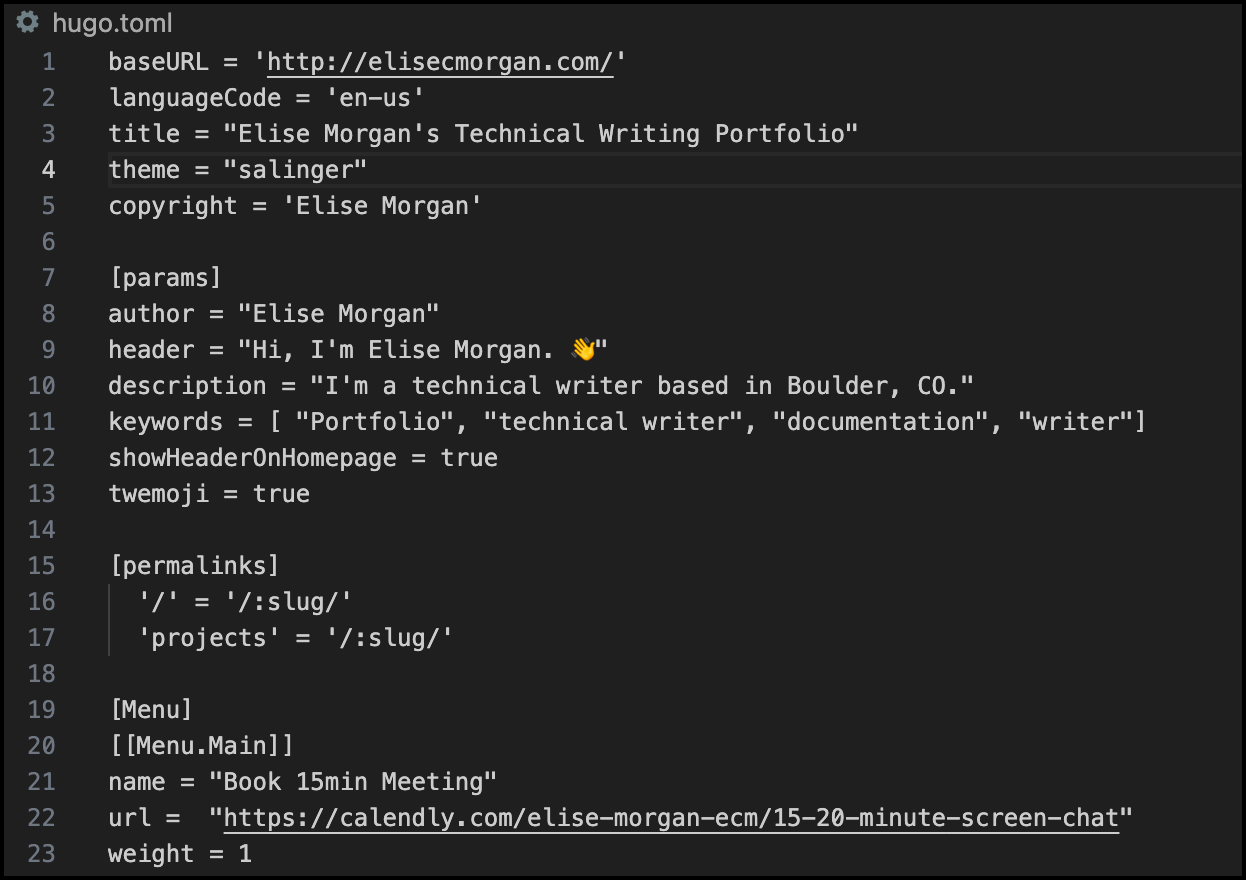 hugo.toml
1 baseURL = 'http://elisecmorgan.com/'
2 languageCode = 'en-us'
3 title = "Elise Morgan's Technical Writing Portfolio"
4 theme = "salinger"
5 copyright = 'Elise Morgan'
6
7 [params]
8 author = "Elise Morgan"
9 header = "Hi, I'm Elise Morgan. 👋"
10 description = "I'm a technical writer based in Boulder, CO."
11 keywords = [ "Portfolio", "technical writer", "documentation", "writer"]
12 showHeaderOnHomepage = true
13 twemoji = true
14
15 [permalinks]
16   '/' = '/:slug/'
17   'projects' = '/:slug/'
18
19 [Menu]
20 [[Menu.Main]]
21 name = "Book 15min Meeting"
22 url =  "https://calendly.com/elise-morgan-ecm/15-20-minute-screen-chat"
23 weight = 1